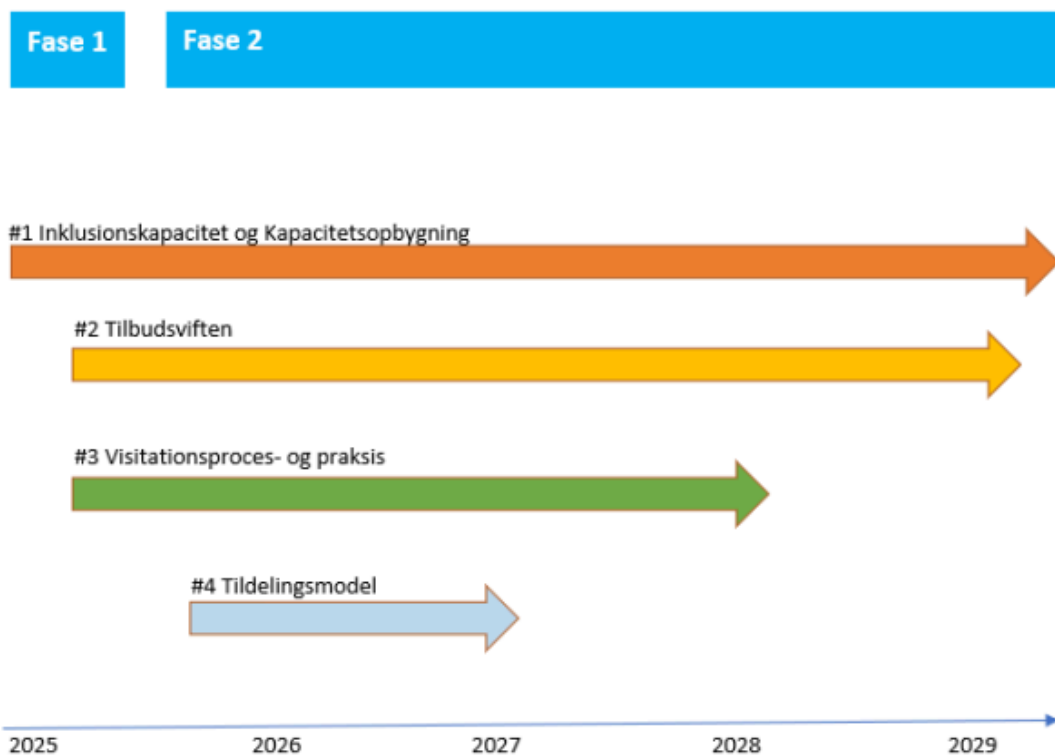 Fase 1 Fase 2
#1 Inklusionskapacitet og Kapacitetsopbygning
#2 Tilbudsviften
#3 Visitationsproces- og praksis
#4 Tildelingsmodel
2025 2026 2027 2028 2029